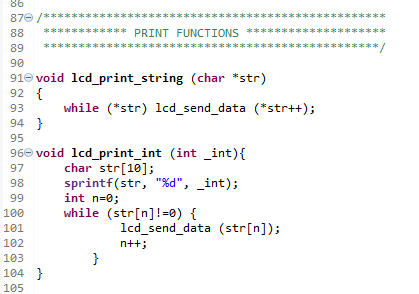 86
87 /*************************************************
88 ************ PRINT FUNCTIONS ********************
89 ************************************************/
90
91 void lcd_print_string (char *str)
92 {
93     while (*str) lcd_send_data (*str++);
94 }
95
96 void lcd_print_int (int _int){
97     char str[10];
98     sprintf(str, "%d", _int);
99     int n=0;
100     while (str[n]!=0) {
101             lcd_send_data (str[n]);
102             n++;
103         }
104 }
105